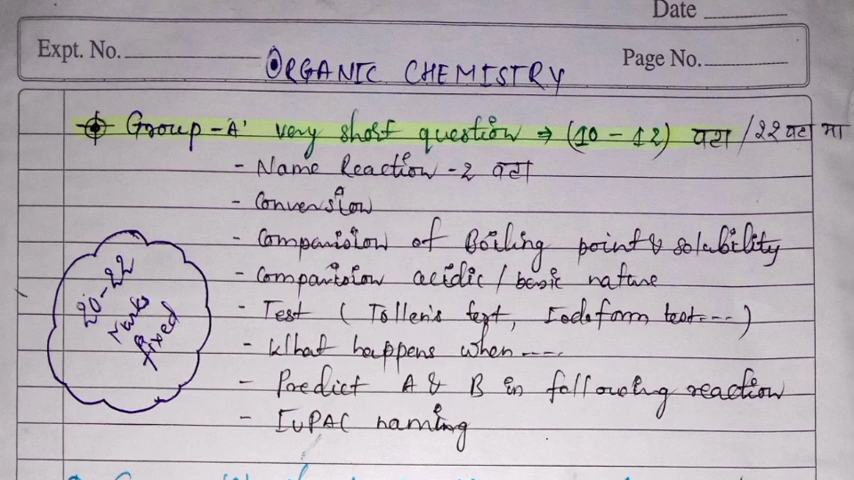 Date
Expt. No.
Page No.
ORGANIC CHEMISTRY
Group-'A' very short question ⇒ (10 - 12) वटा / 22 वटा मा
- Name Reaction - 2 वटा
- Conversion
- Comparision of Boiling point & solubility
- Comparision acidic / basic nature
- Test ( Tollen's test, Iodoform test---- )
- What happens when ----
- Predict A & B in following reaction
- IUPAC naming
20-22
Marks
fixed